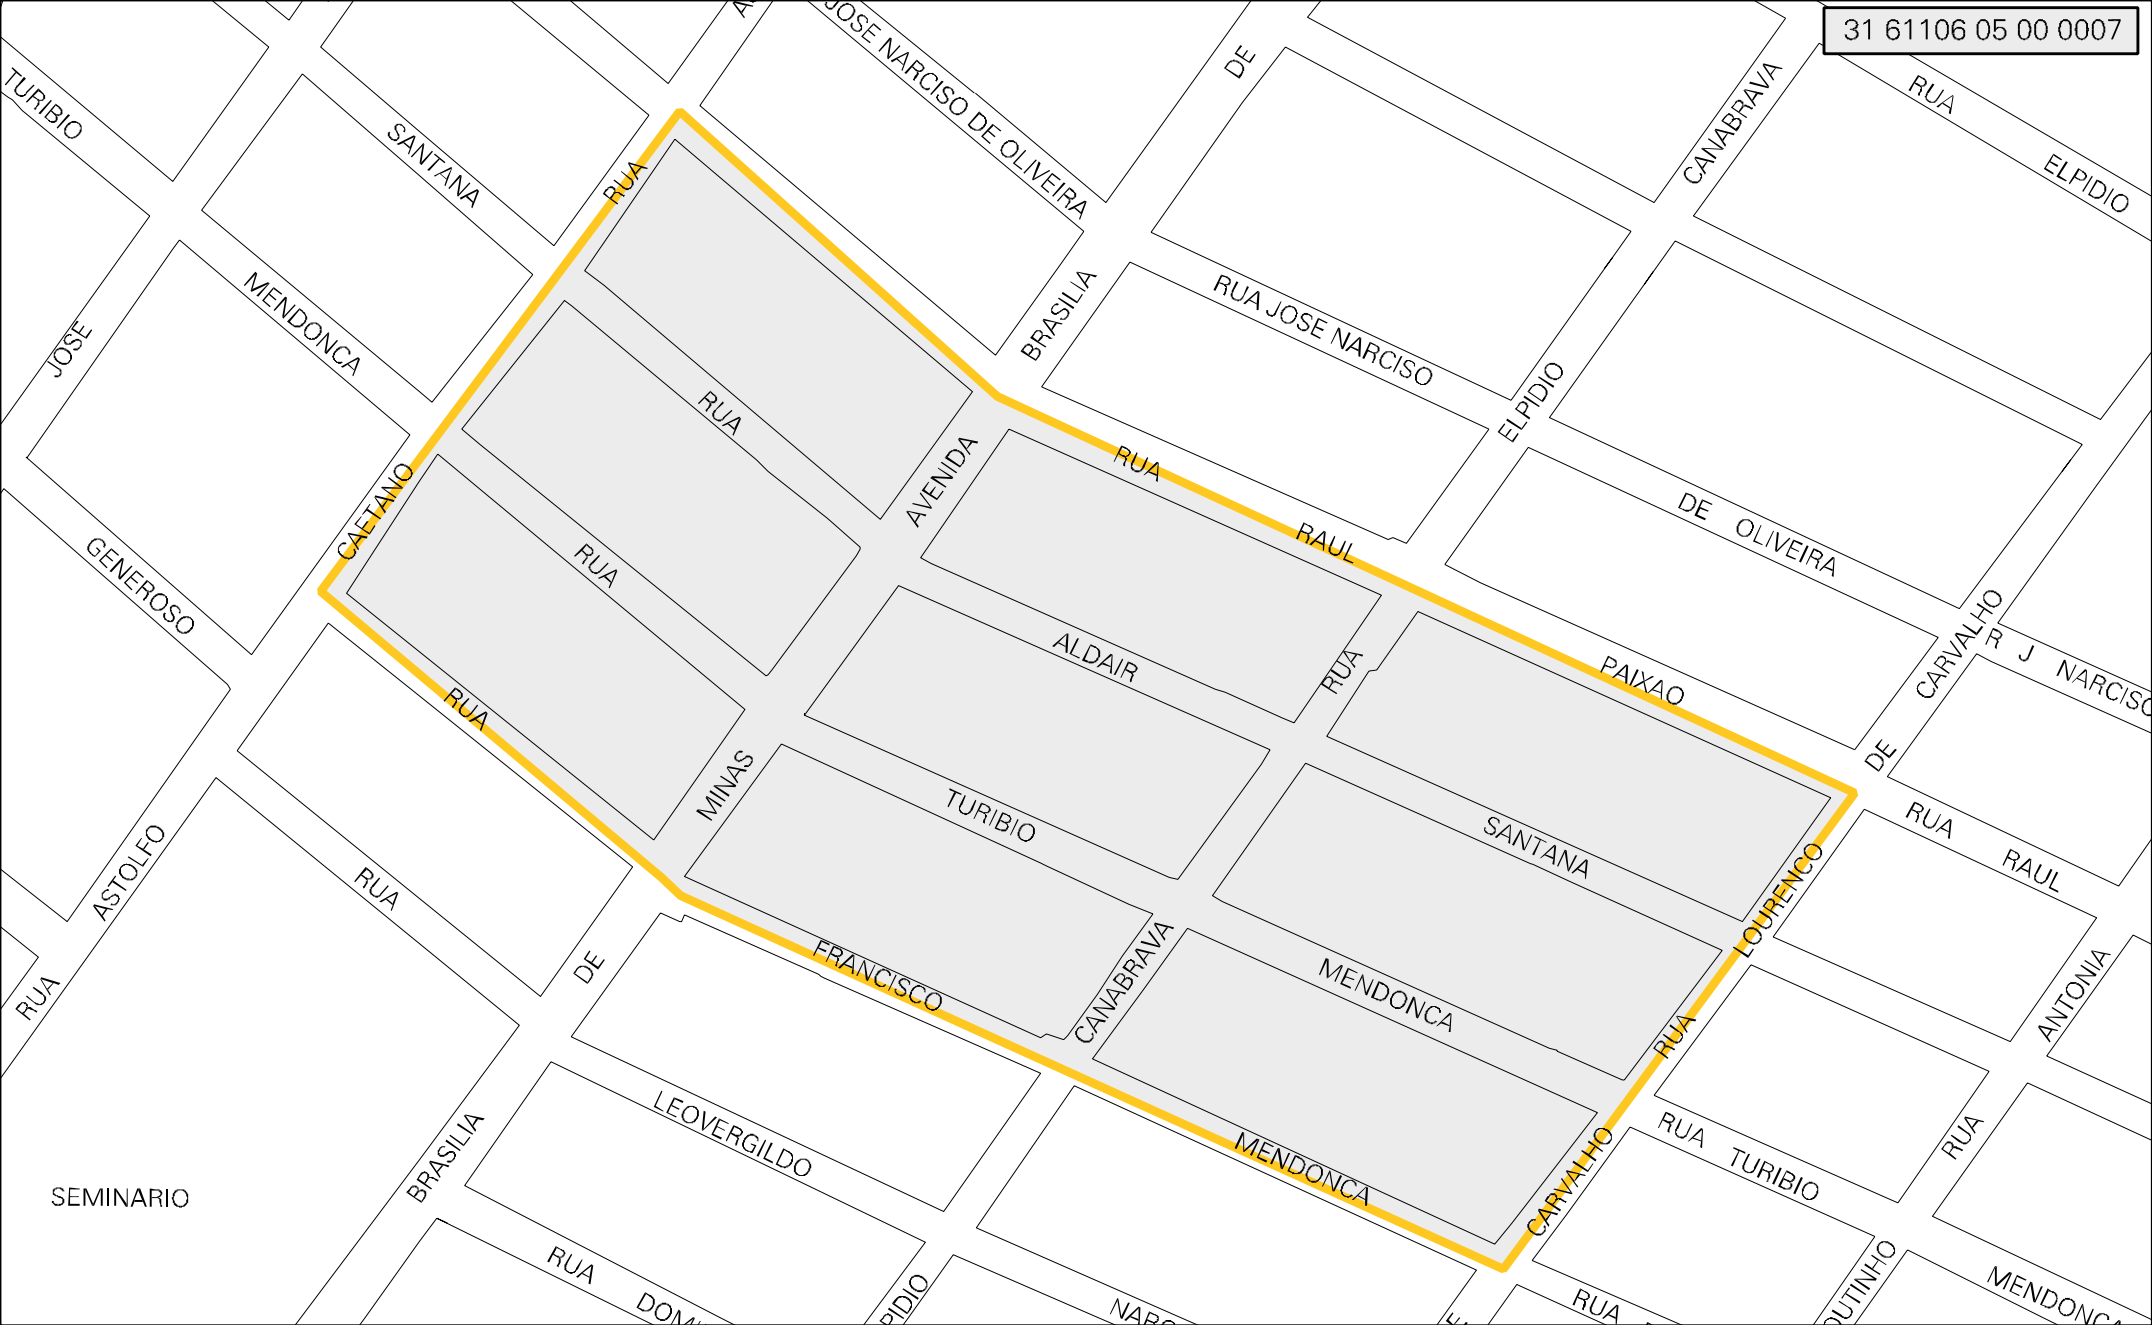 31 61106 05 00 0007
JOSE NARCISO DE OLIVEIRA
DE
CANABRAVA
RUA
ELPIDIO
TURIBIO
SANTANA
RUA
MENDONCA
BRASILIA
RUA JOSE NARCISO
JOSE
ELPIDIO
RUA
AVENIDA
RUA
CAETANO
RAUL
DE OLIVEIRA
GENEROSO
RUA
ALDAIR
RUA
PAIXAO
CARVALHO
R J NARCISO
RUA
MINAS
TURIBIO
DE
SANTANA
RUA
RAUL
ASTOLFO
RUA
LOURENCO
DE
FRANCISCO
CANABRAVA
MENDONCA
RUA
ANTONIA
RUA
LEOVERGILDO
MENDONCA
BRASILIA
CARVALHO
RUA TURIBIO
RUA
SEMINARIO
RUA
RUA
MENDONCA